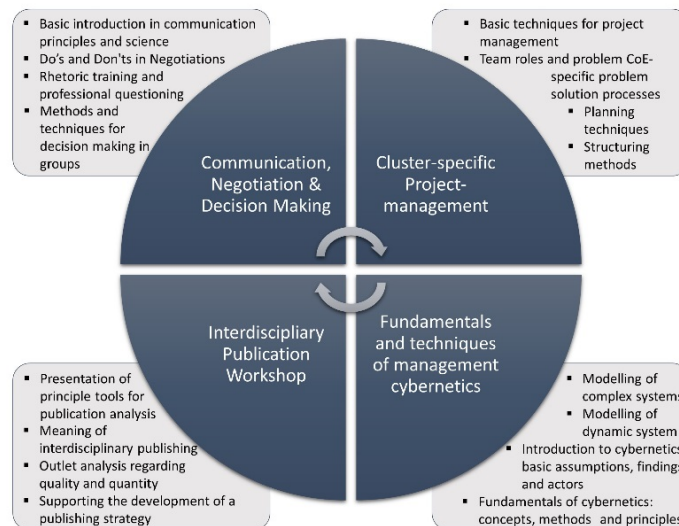 ▪ Basic introduction in communication
principles and science
▪ Do's and Don'ts in Negotiations
▪ Rhetoric training and
professional questioning
▪ Methods and
techniques for
decision making in
groups
▪ Basic techniques for project
management
▪ Team roles and problem CoE-
specific problem
solution processes
▪ Planning
techniques
▪ Structuring
methods
Communication,
Negotiation &
Decision Making
Cluster-specific
Project-
management
Interdiscipliary
Publication
Workshop
Fundamentals
and techniques
of management
cybernetics
▪ Presentation of
principle tools for
publication analysis
▪ Meaning of
interdisciplinary publishing
▪ Outlet analysis regarding
quality and quantity
▪ Supporting the development of a
publishing strategy
▪ Modelling of
complex systems
▪ Modelling of
dynamic system
▪ Introduction to cybernetics
basic assumptions, findings
and actors
▪ Fundamentals of cybernetics:
concepts, methods and principles